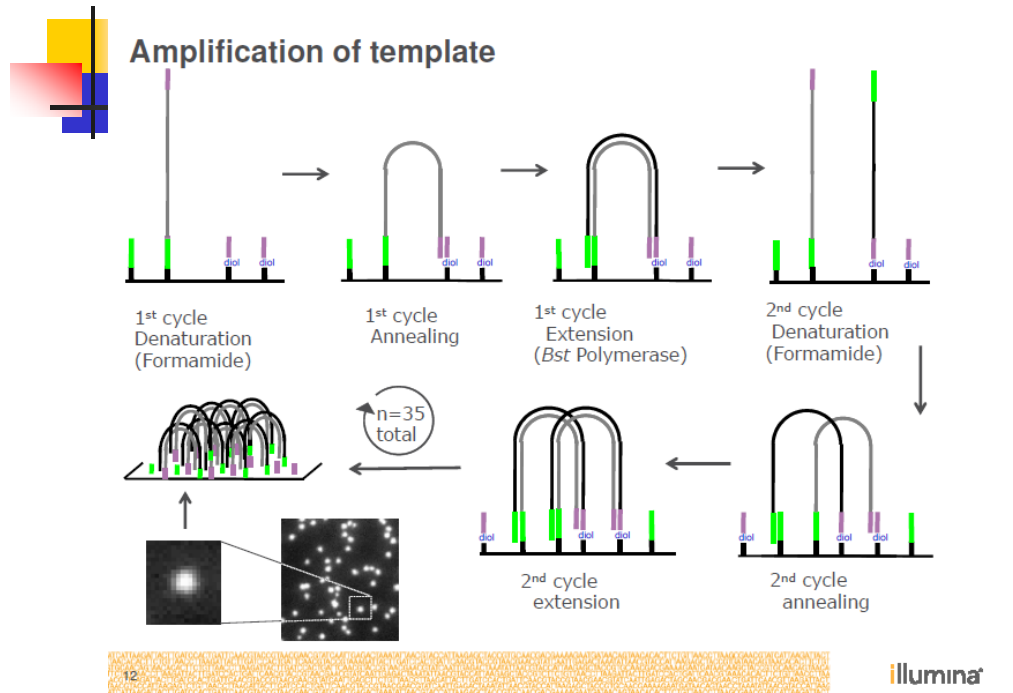 Amplification of template
diol
diol
diol
diol
diol
diol
diol
diol
1st cycle
Denaturation
(Formamide)
1st cycle
Annealing
1st cycle
Extension
(Bst Polymerase)
2nd cycle
Denaturation
(Formamide)
n=35
total
diol
diol
diol
diol
diol
diol
2nd cycle
extension
2nd cycle
annealing
12
illumina